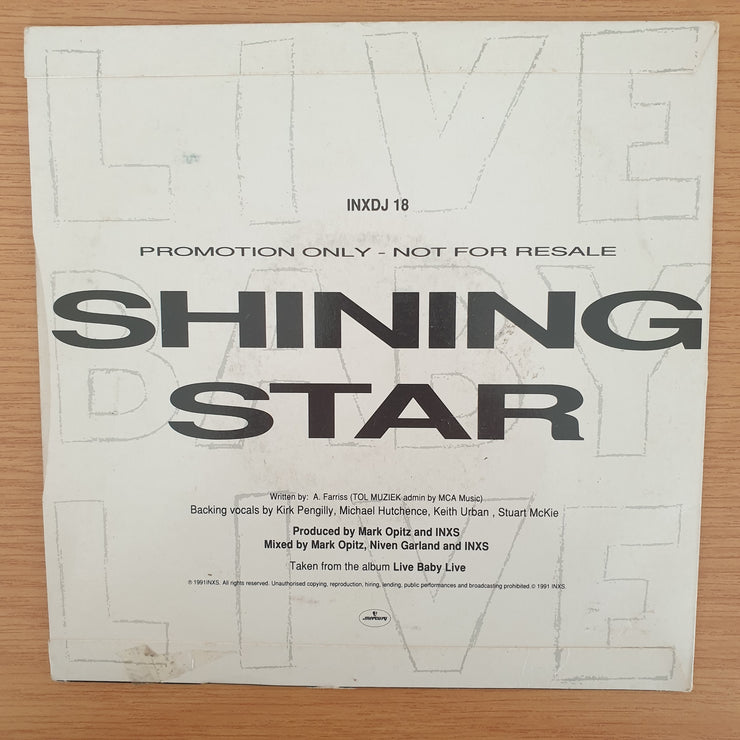 LIVE
INXDJ 18
PROMOTION ONLY - NOT FOR RESALE
BABY
SHINING
STAR
LIVE
Written by: A. Farriss (TOL MUZIEK admin by MCA Music)
Backing vocals by Kirk Pengilly, Michael Hutchence, Keith Urban , Stuart McKie
Produced by Mark Opitz and INXS
Mixed by Mark Opitz, Niven Garland and INXS
Taken from the album Live Baby Live
℗ 1991INXS. All rights reserved. Unauthorised copying, reproduction, hiring, lending, public performances and broadcasting prohibited.© 1991 INXS.
mercury